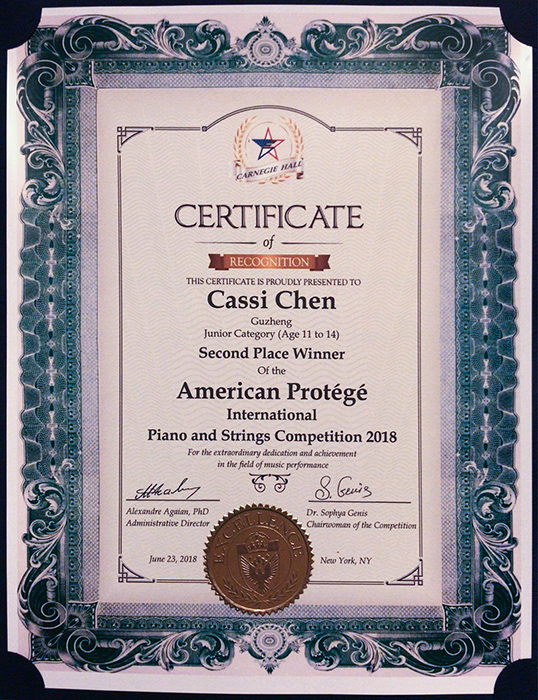 CARNEGIE HALL
CERTIFICATE
of
RECOGNITION
THIS CERTIFICATE IS PROUDLY PRESENTED TO
Cassi Chen
Guzheng
Junior Category (Age 11 to 14)
Second Place Winner
Of the
American Protégé
International
Piano and Strings Competition 2018
For the extraordinary dedication and achievement
in the field of music performance
S. Genis
Alexandre Agaian, PhD
Administrative Director
Dr. Sophya Genis
Chairwoman of the Competition
EXCELLENCE
June 23, 2018
New York, NY